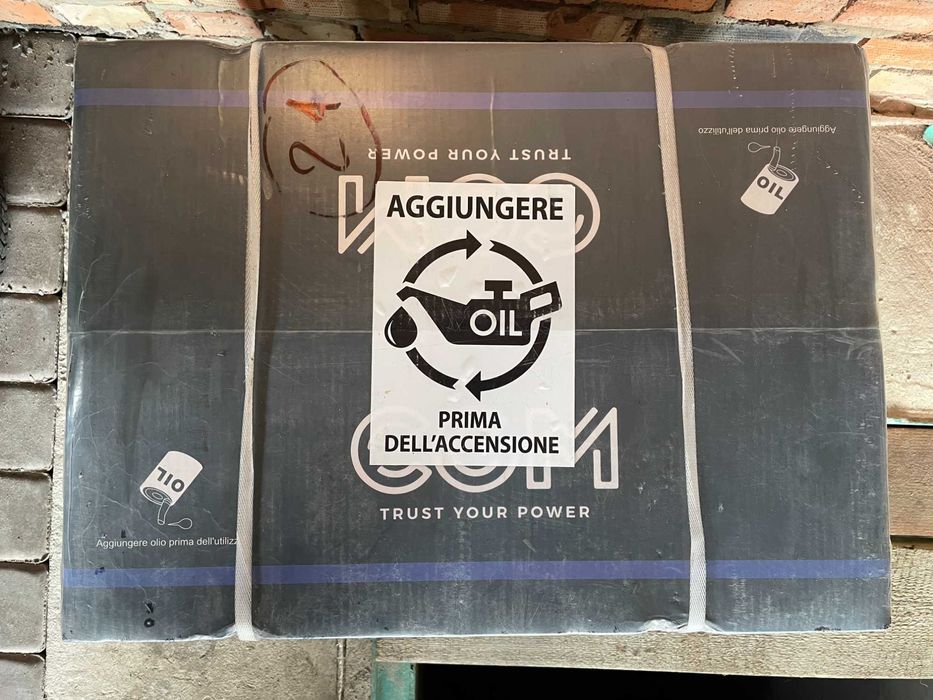 21
TRUST YOUR POWER
Aggiungere olio prima dell'utilizzo
OIL
AGGIUNGERE
OIL
PRIMA
DELL'ACCENSIONE
TRUST YOUR POWER
OIL
Aggiungere olio prima dell'utilizz